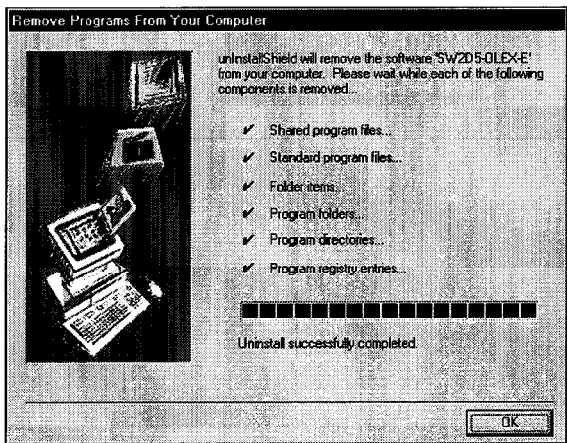 Remove Programs From Your Computer
unInstallShield will remove the software 'SW2D5-OLEX-E'
from your computer. Please wait while each of the following
components is removed...
✔ Shared program files...
✔ Standard program files...
✔ Folder items...
✔ Program folders...
✔ Program directories...
✔ Program registry entries...
Uninstall successfully completed.
OK